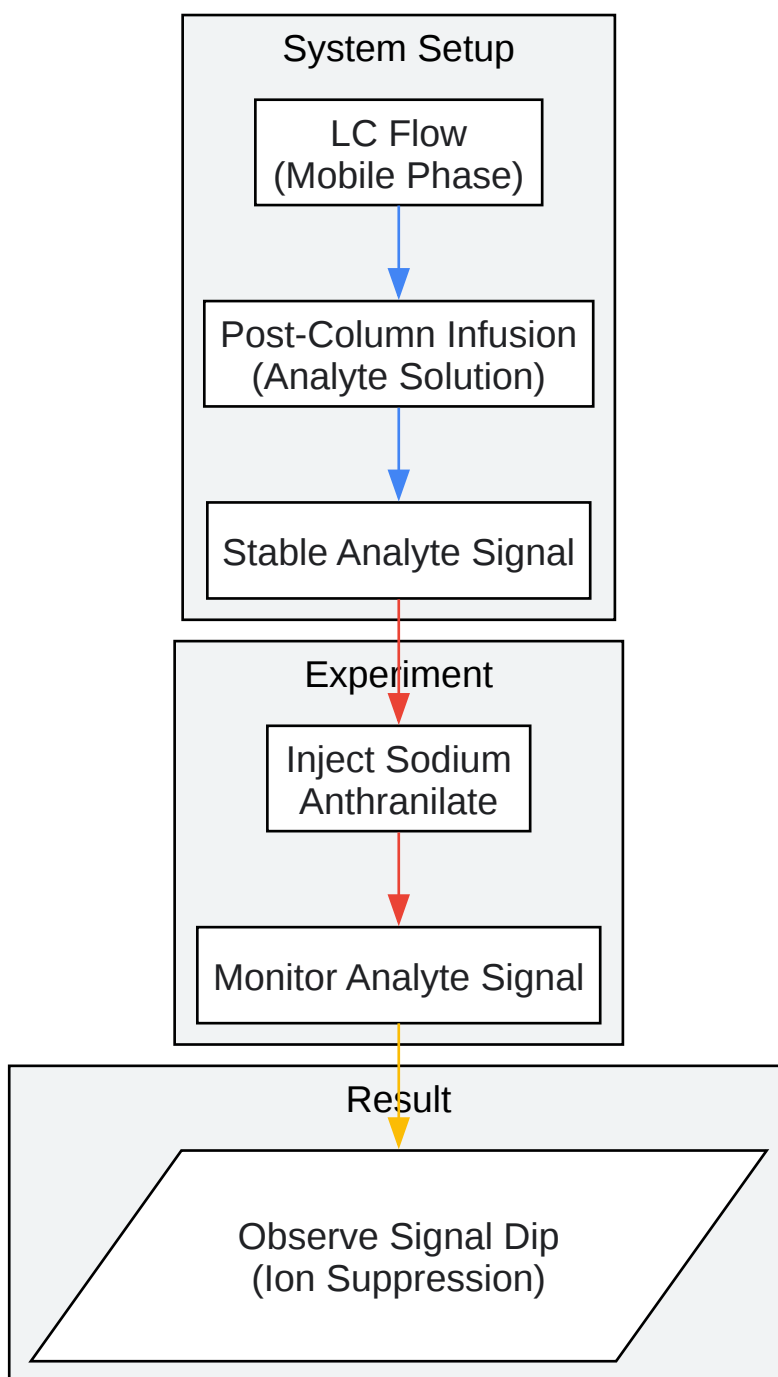 System Setup
LC Flow
(Mobile Phase)
Post-Column Infusion
(Analyte Solution)
Stable Analyte Signal
Experiment
Inject Sodium
Anthranilate
Monitor Analyte Signal
Result
Observe Signal Dip
(Ion Suppression)